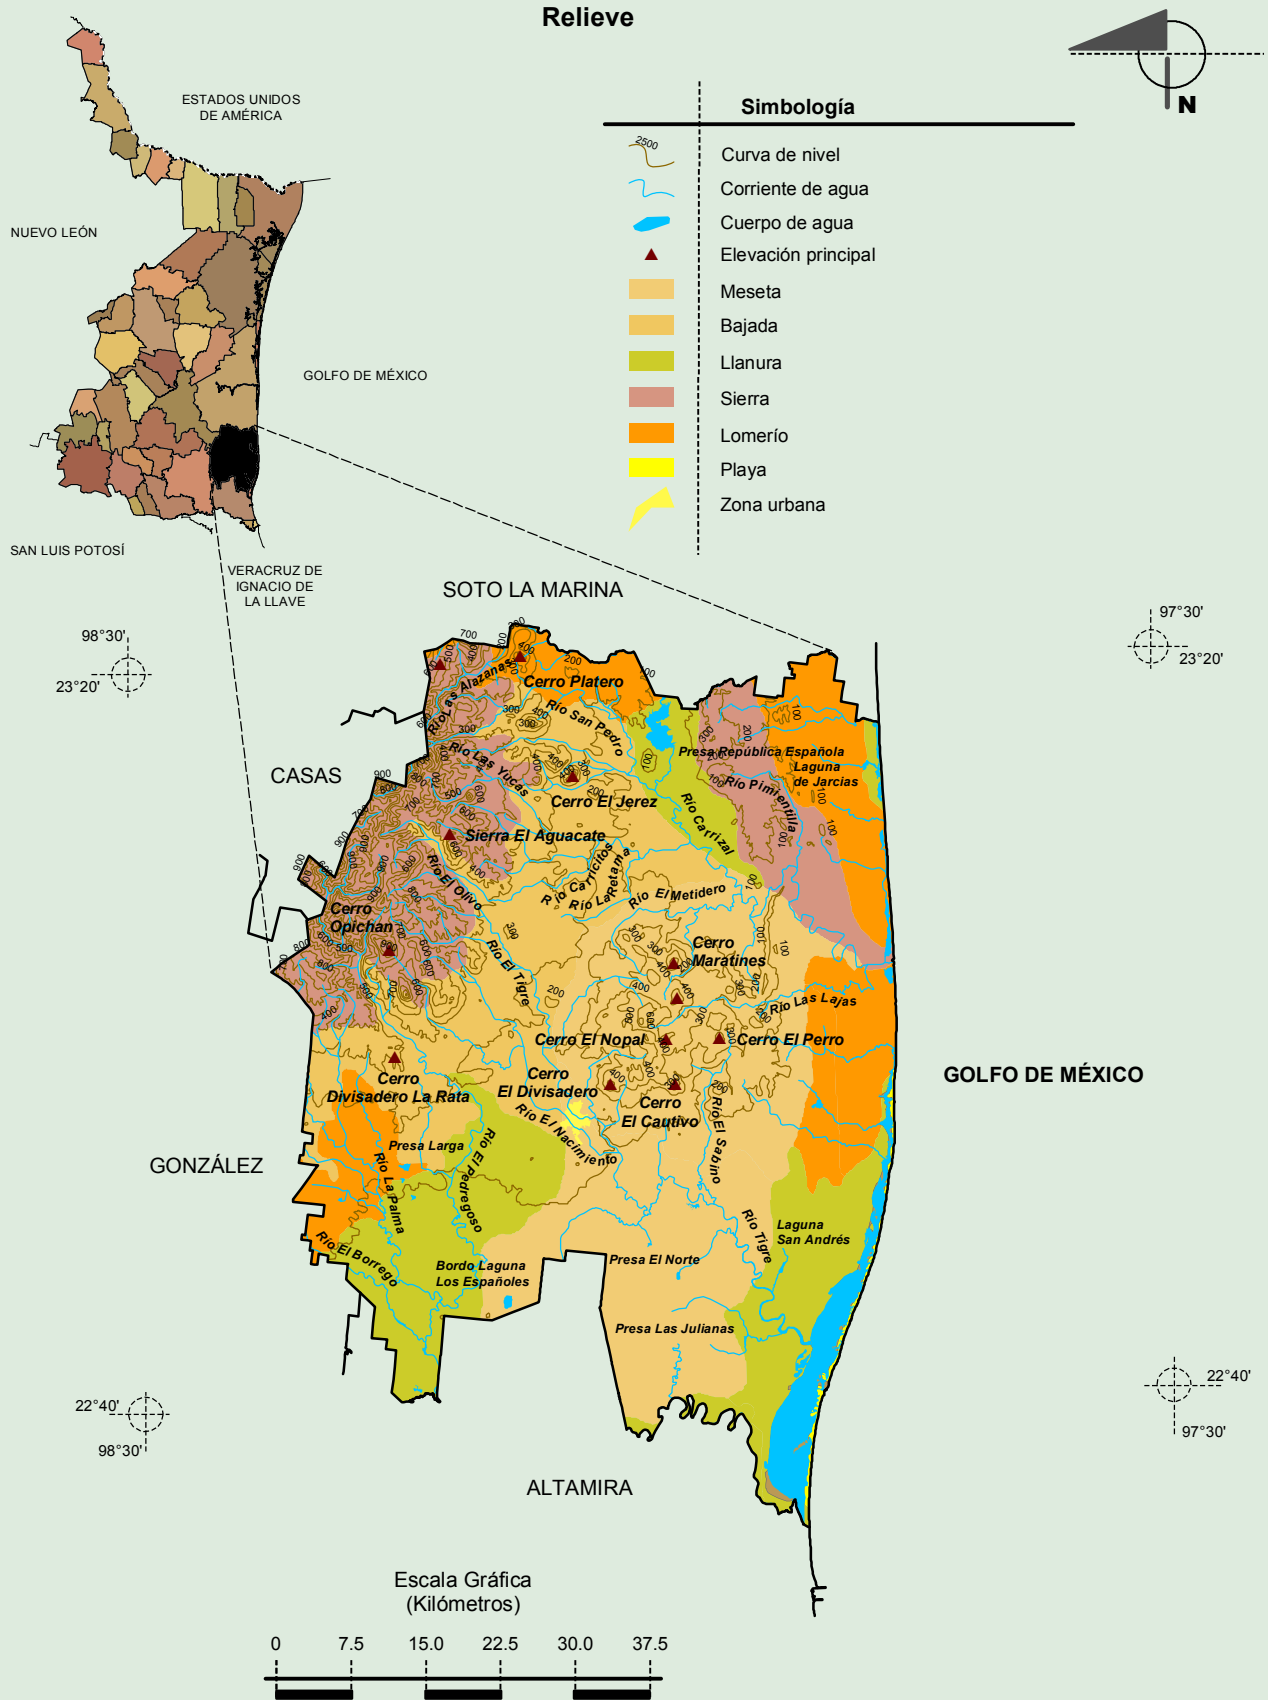 Relieve
N
ESTADOS UNIDOS
DE AMÉRICA
NUEVO LEÓN
GOLFO DE MÉXICO
SAN LUIS POTOSÍ
VERACRUZ DE
IGNACIO DE
LA LLAVE
Simbología
2500
Curva de nivel
Corriente de agua
Cuerpo de agua
Elevación principal
Meseta
Bajada
Llanura
Sierra
Lomerío
Playa
Zona urbana
SOTO LA MARINA
98°30'
23°20'
97°30'
23°20'
CASAS
Río Las Alazanas
Cerro Platero
Río San Pedro
Río Las Yucas
Presa República Española
Laguna
de Jarcias
Río Pimientilla
Cerro El Jerez
Río Carrizal
Sierra El Aguacate
Río El Olivo
Río Carricitos
Río La Retama
Río El Metidero
Cerro
Opichan
Cerro
Maratines
Río El Tigre
Río Las Lajas
Cerro El Nopal
Cerro El Perro
Cerro
Divisadero La Rata
Cerro
El Divisadero
Cerro
El Cautivo
GOLFO DE MÉXICO
Río El Nacimiento
Río El Sabino
Presa Larga
Río El Pedregoso
Río La Palma
GONZÁLEZ
Río El Borrego
Bordo Laguna
Los Españoles
Presa El Norte
Río Tigre
Laguna
San Andrés
Presa Las Julianas
22°40'
98°30'
22°40'
97°30'
ALTAMIRA
Escala Gráfica
(Kilómetros)
0 7.5 15.0 22.5 30.0 37.5